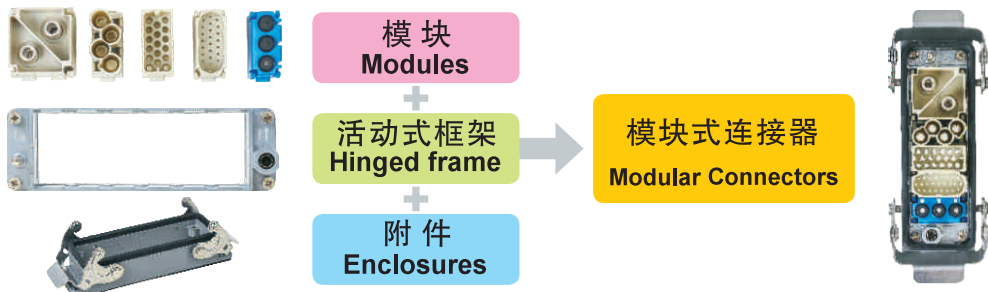 模块
Modules
活动式框架
Hinged frame
附件
Enclosures
模块式连接器
Modular Connectors